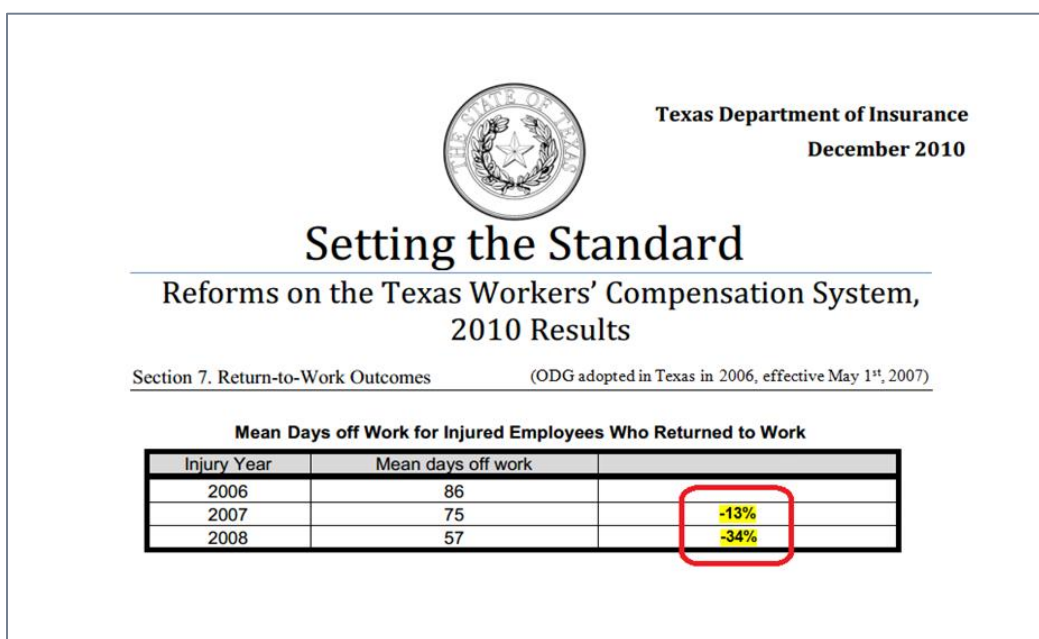 THE STATE OF TEXAS
Texas Department of Insurance
December 2010
Setting the Standard
Reforms on the Texas Workers’ Compensation System,
2010 Results
Section 7. Return-to-Work Outcomes (ODG adopted in Texas in 2006, effective May 1st, 2007)
Mean Days off Work for Injured Employees Who Returned to Work
Injury Year Mean days off work
2006 86
2007 75 -13%
2008 57 -34%